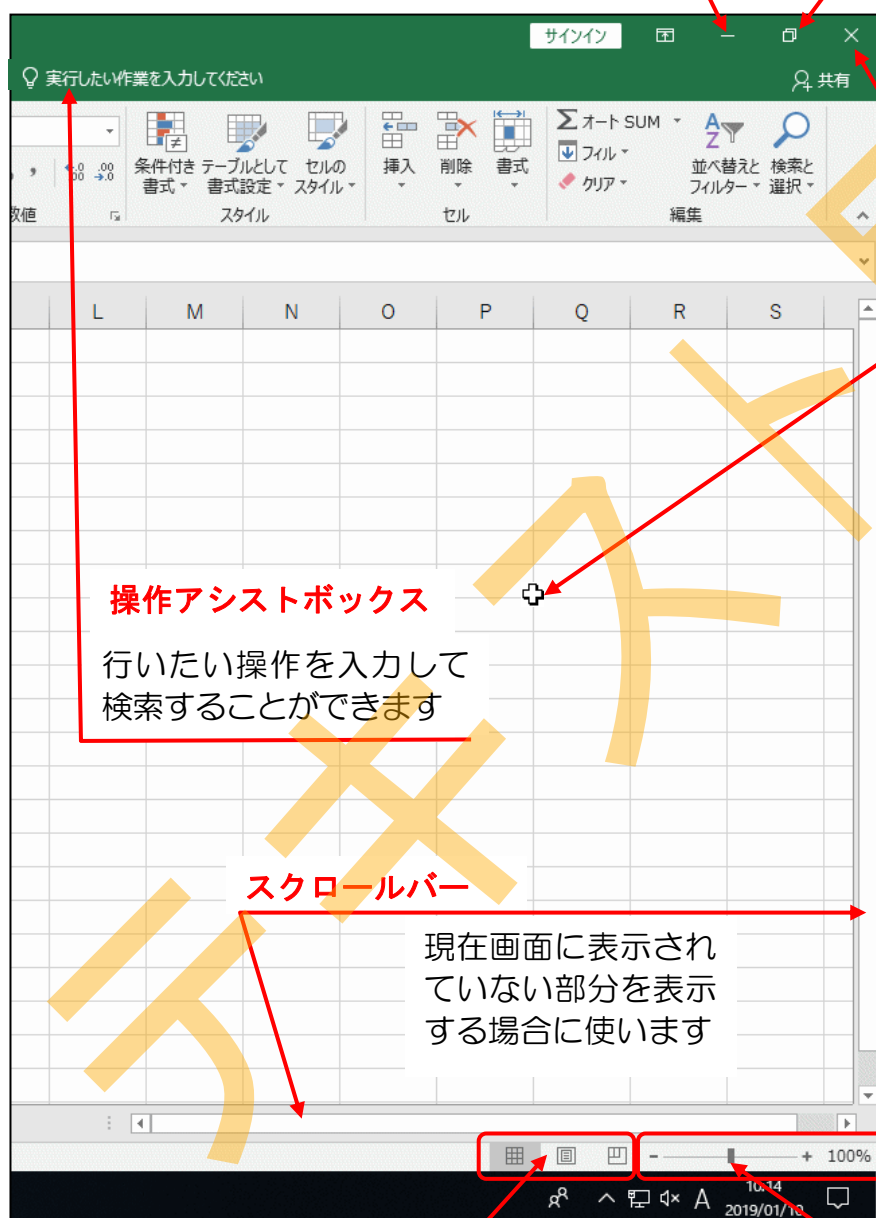 サインイン
実行したい作業を入力してください
共有
条件付き テーブルとして セルの
書式 書式設定 スタイル
挿入 削除 書式
Σ オート SUM
フィル
クリア
並べ替えと 検索と
フィルター 選択
数値
スタイル
セル
編集
L M N O P Q R S
操作アシストボックス
行いたい操作を入力して
検索することができます
スクロールバー
現在画面に表示され
ていない部分を表示
する場合に使います
テキスト
- + 100%
A
10:14
2019/01/10